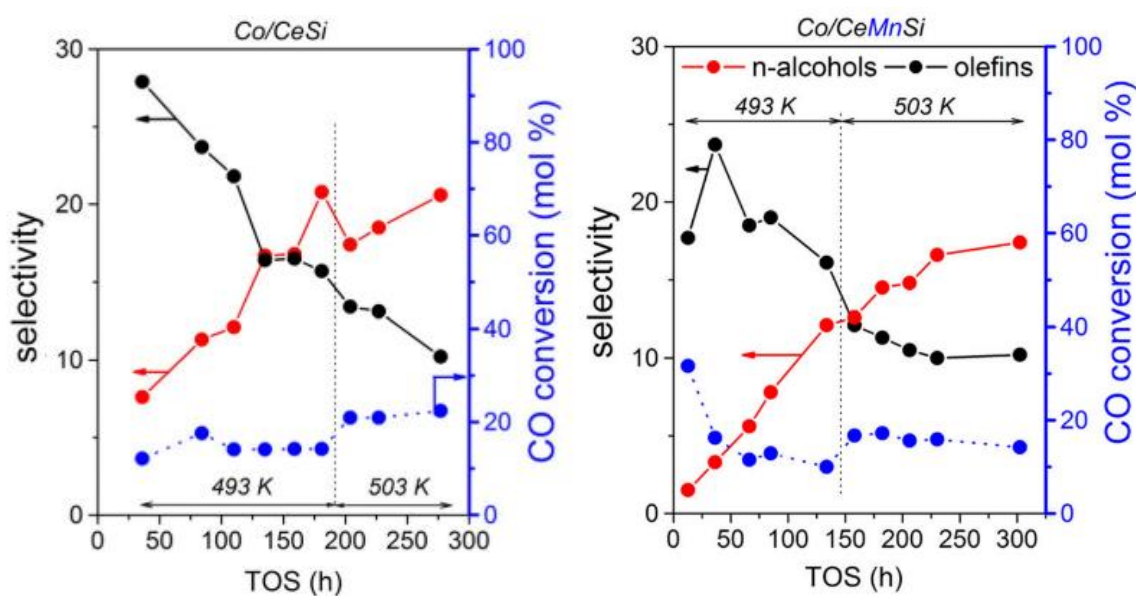 Co/CeSi
30
20
10
0
selectivity
100
80
60
40
20
0
CO conversion (mol %)
493 K
503 K
0
50
100
150
200
250
300
TOS (h)
Co/CeMnSi
n-alcohols
olefins
493 K
503 K
30
20
10
0
selectivity
100
80
60
40
20
0
CO conversion (mol %)
0
50
100
150
200
250
300
TOS (h)